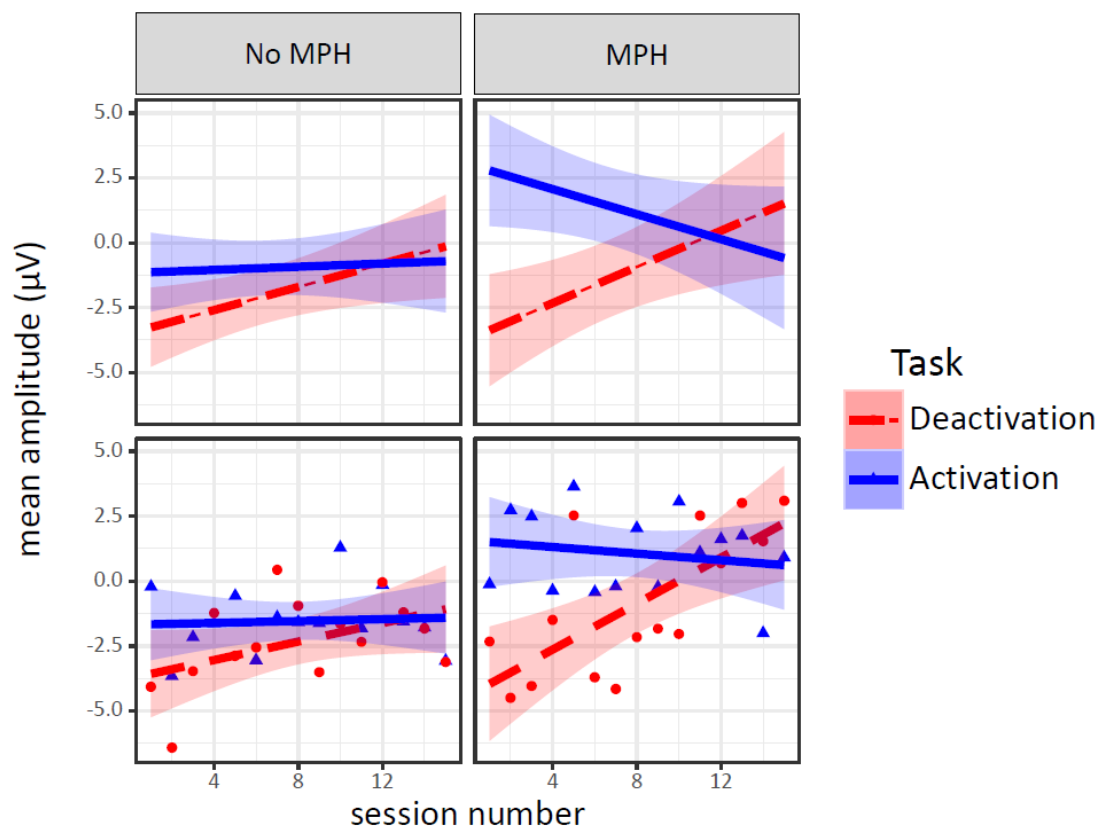 No MPH
MPH
5.0
2.5
0.0
-2.5
-5.0
5.0
2.5
0.0
-2.5
-5.0
mean amplitude (µV)
4 8 12
4 8 12
session number
Task
Deactivation
Activation